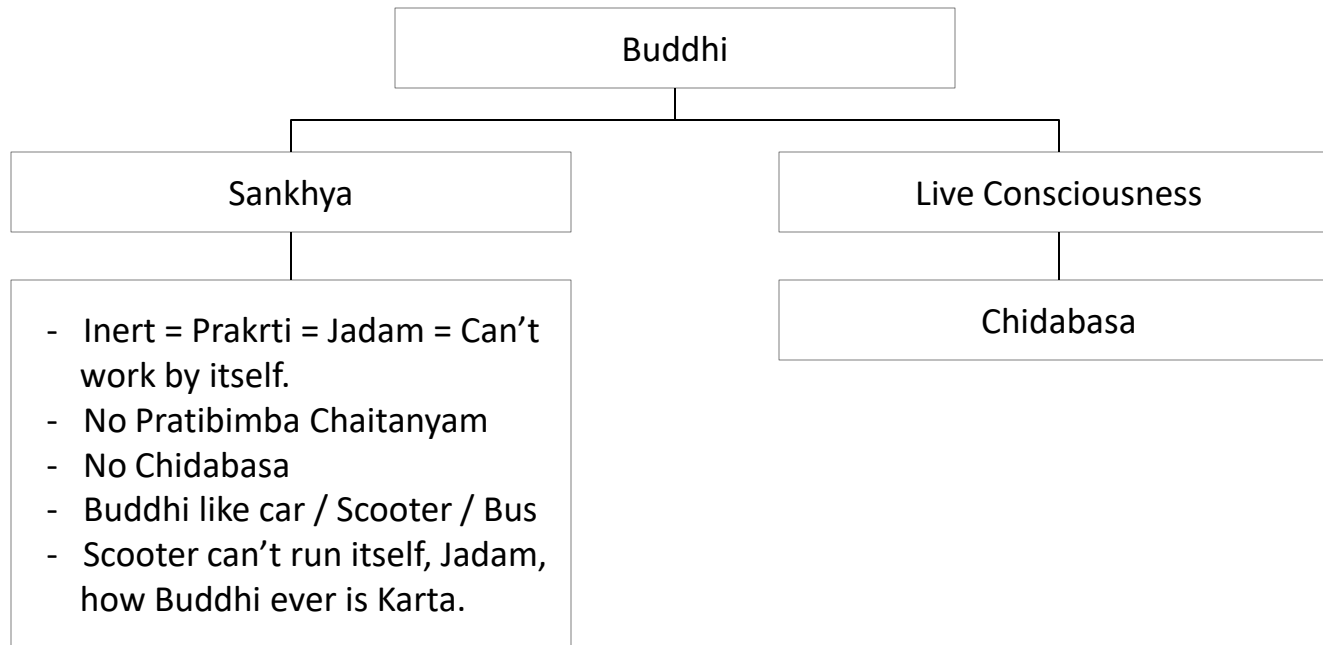 Buddhi
Sankhya
Live Consciousness
- Inert = Prakrti = Jadam = Can’t
work by itself.
- No Pratibimba Chaitanyam
- No Chidabasa
- Buddhi like car / Scooter / Bus
- Scooter can’t run itself, Jadam,
how Buddhi ever is Karta.
Chidabasa